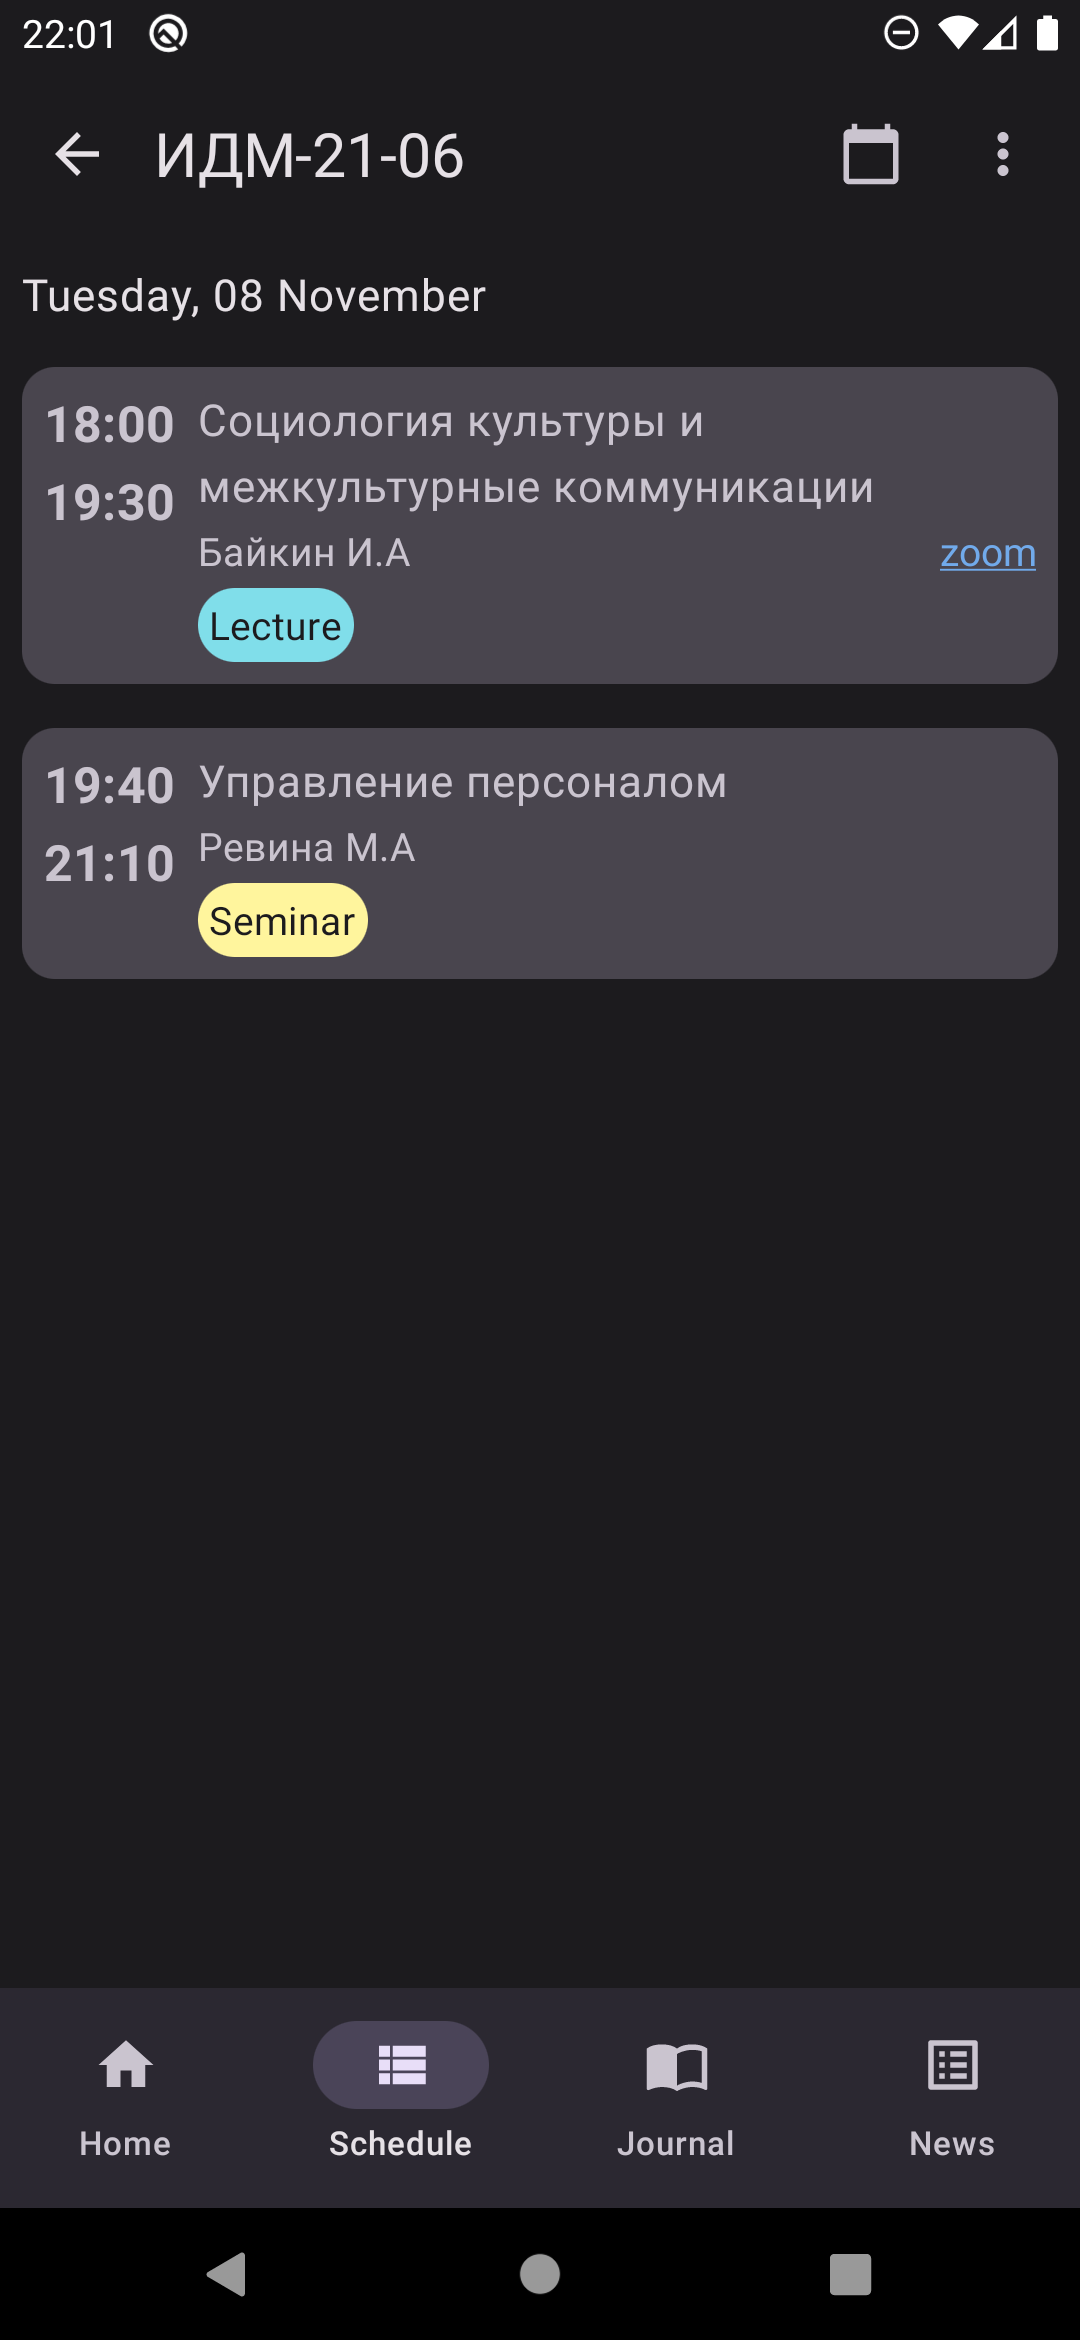 22:01
ИДМ-21-06
Tuesday, 08 November
18:00 Социология культуры и
19:30 межкультурные коммуникации
Байкин И.А zoom
Lecture
19:40 Управление персоналом
21:10 Ревина М.А
Seminar
Home Schedule Journal News